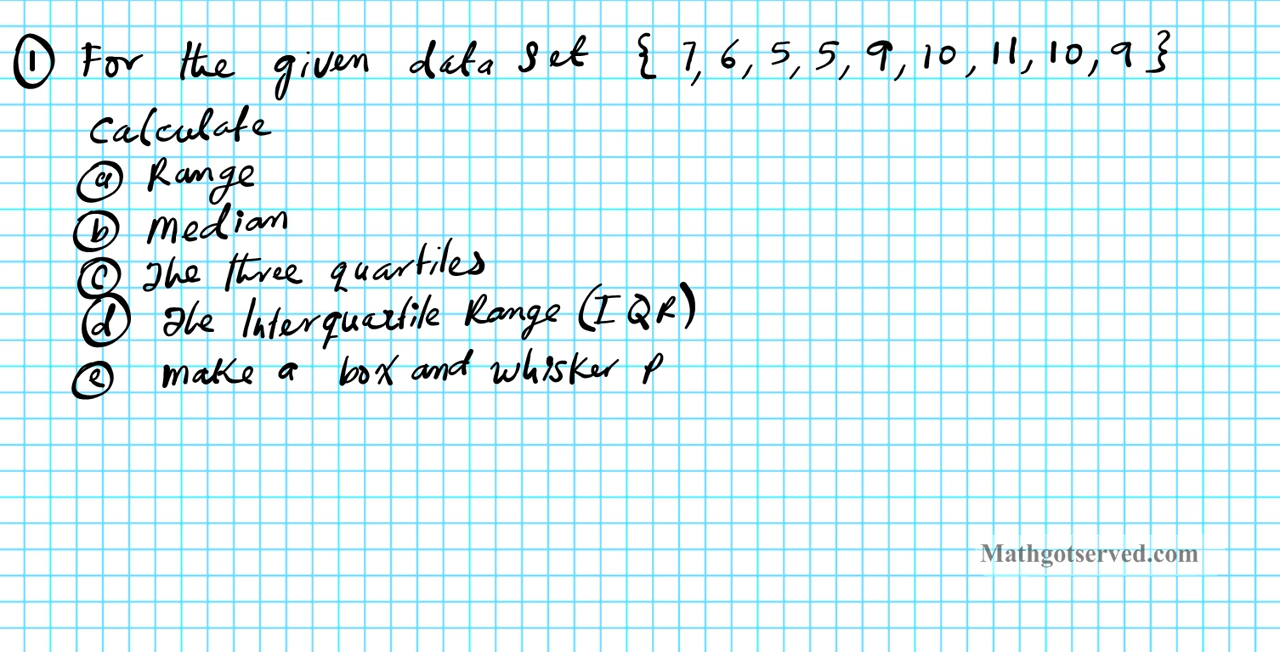 ① For the given data set { 7, 6, 5, 5, 9, 10, 11, 10, 9 }
Calculate
ⓐ Range
ⓑ median
ⓒ The three quartiles
ⓓ The Interquartile Range (IQR)
ⓔ make a box and whisker p
Mathgotserved.com